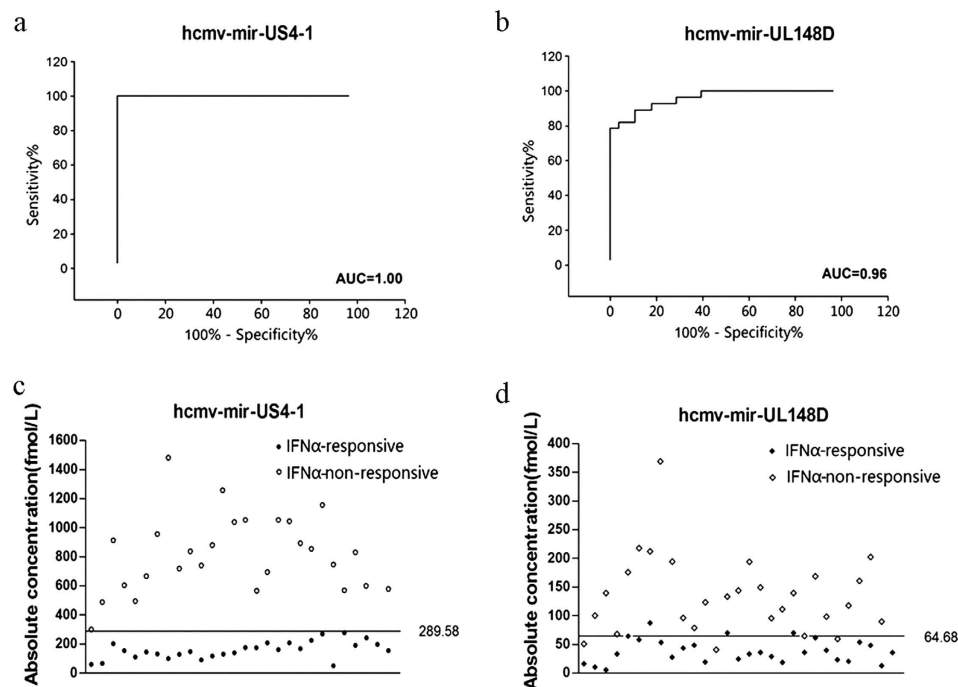 a
hcmv-mir-US4-1
120
100
80
60
40
20
0
Sensitivity%
AUC=1.00
0 20 40 60 80 100 120
100% - Specificity%
b
hcmv-mir-UL148D
120
100
80
60
40
20
0
Sensitivity%
AUC=0.96
0 20 40 60 80 100 120
100% - Specificity%
c
hcmv-mir-US4-1
Absolute concentration(fmol/L)
1600
1400
1200
1000
800
600
400
200
0
IFNα-responsive
IFNα-non-responsive
289.58
d
hcmv-mir-UL148D
Absolute concentration(fmol/L)
400
350
300
250
200
150
100
50
0
IFNα-responsive
IFNα-non-responsive
64.68